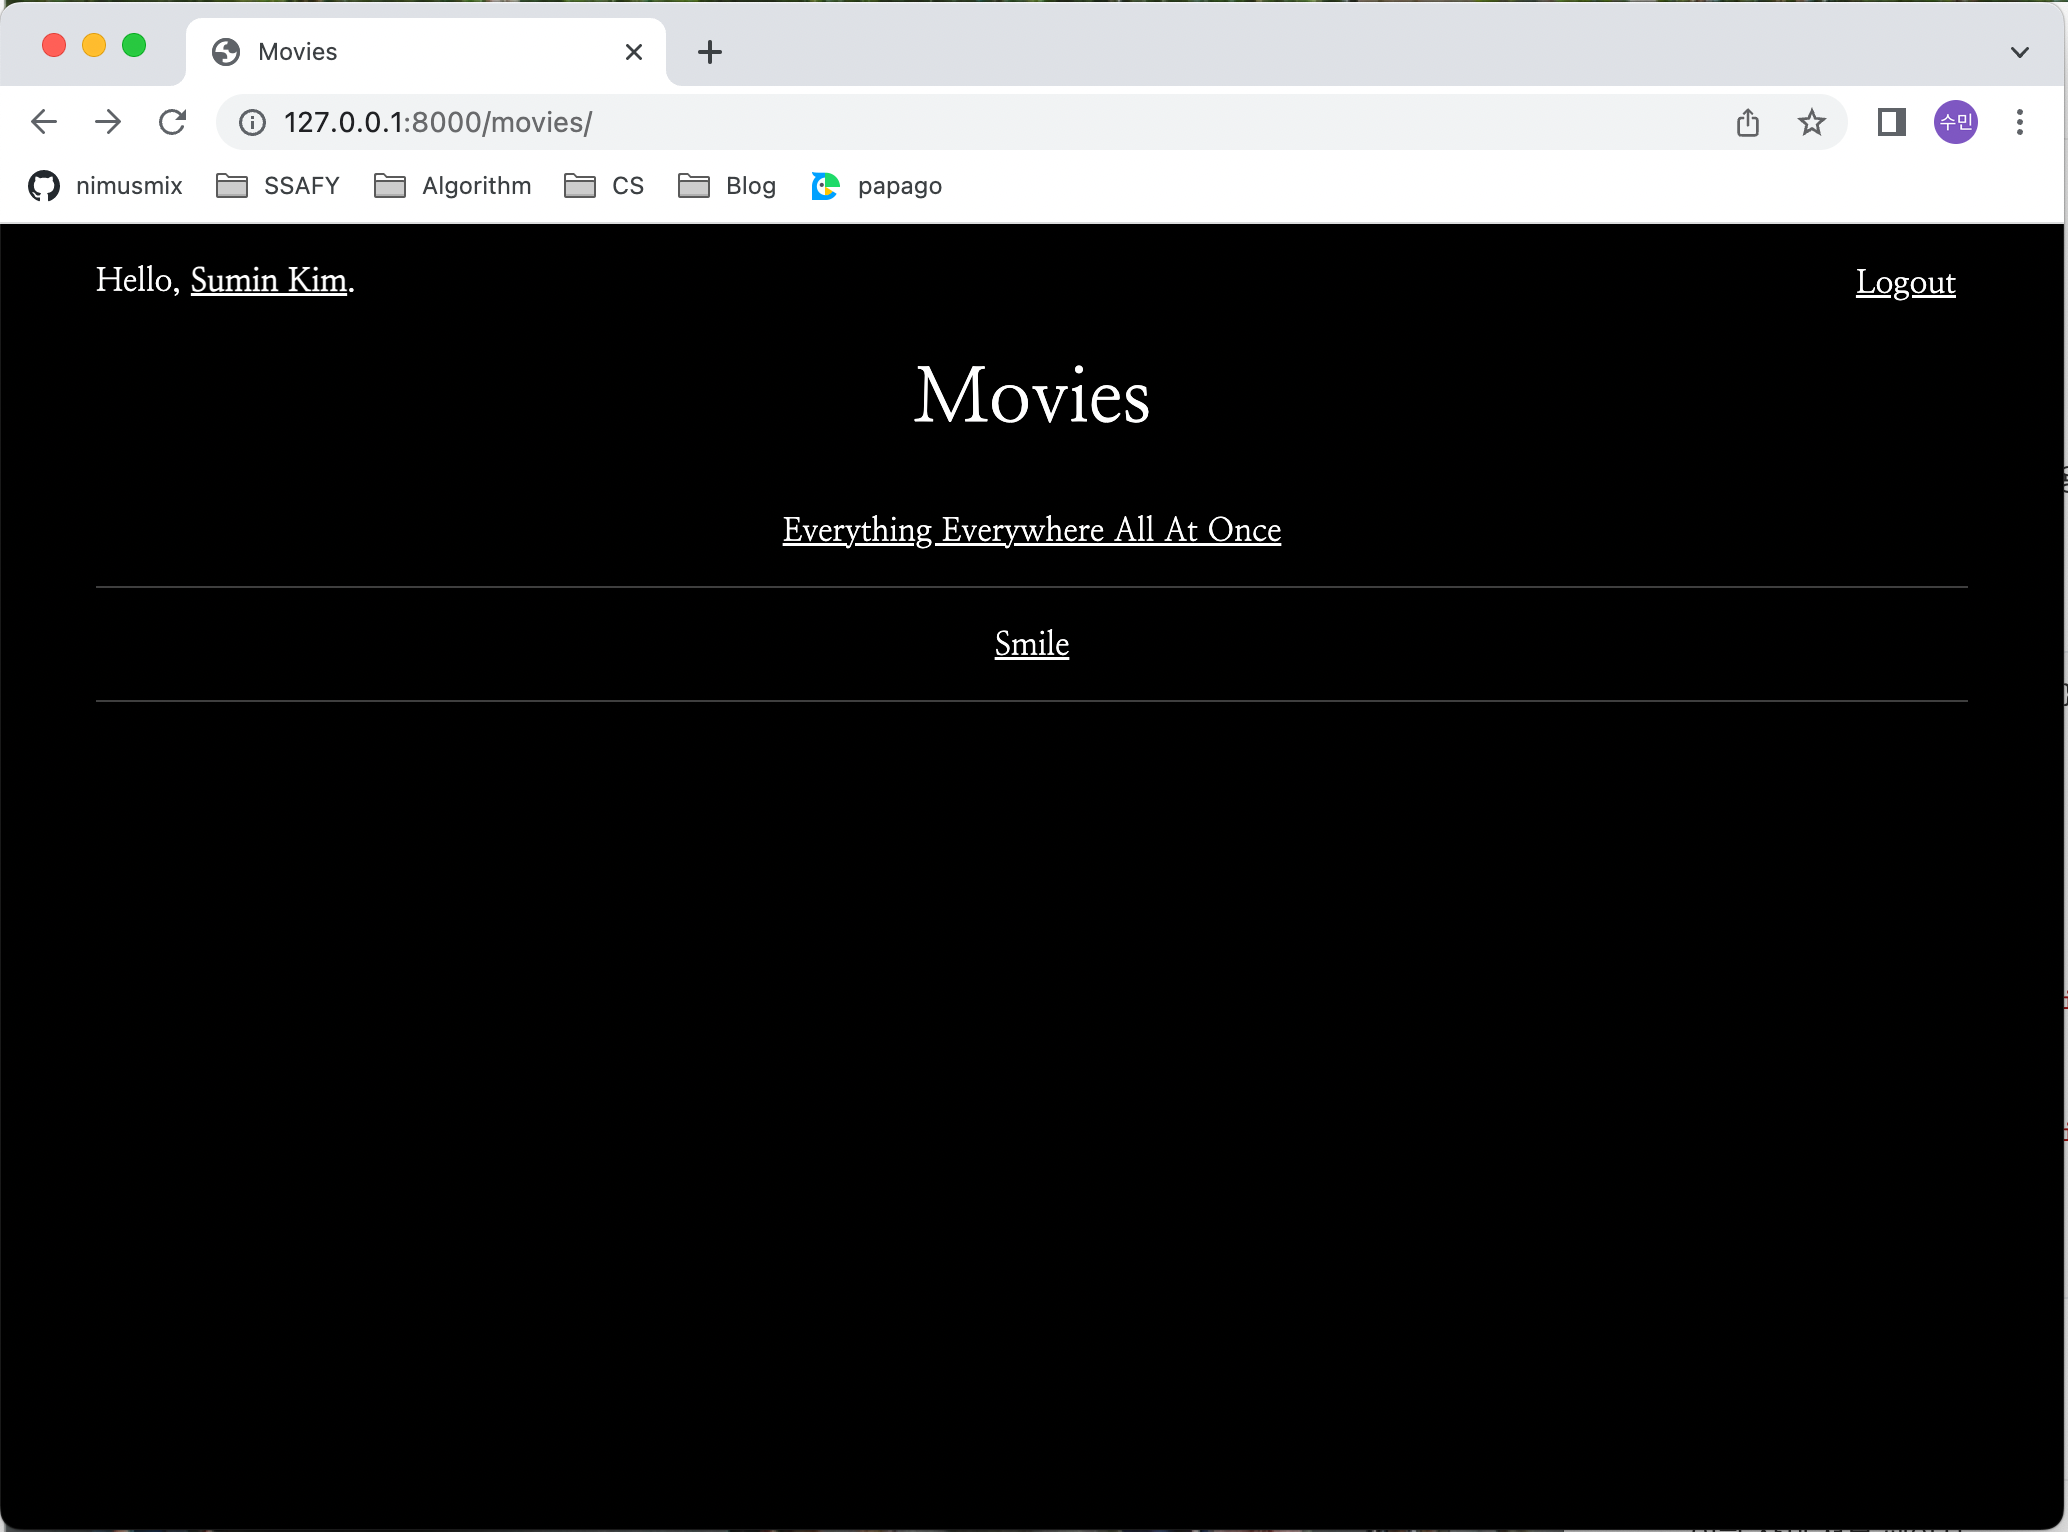 Movies
127.0.0.1:8000/movies/
수민
nimusmix SSAFY Algorithm CS Blog papago
Hello, Sumin Kim. Logout
Movies
Everything Everywhere All At Once
Smile